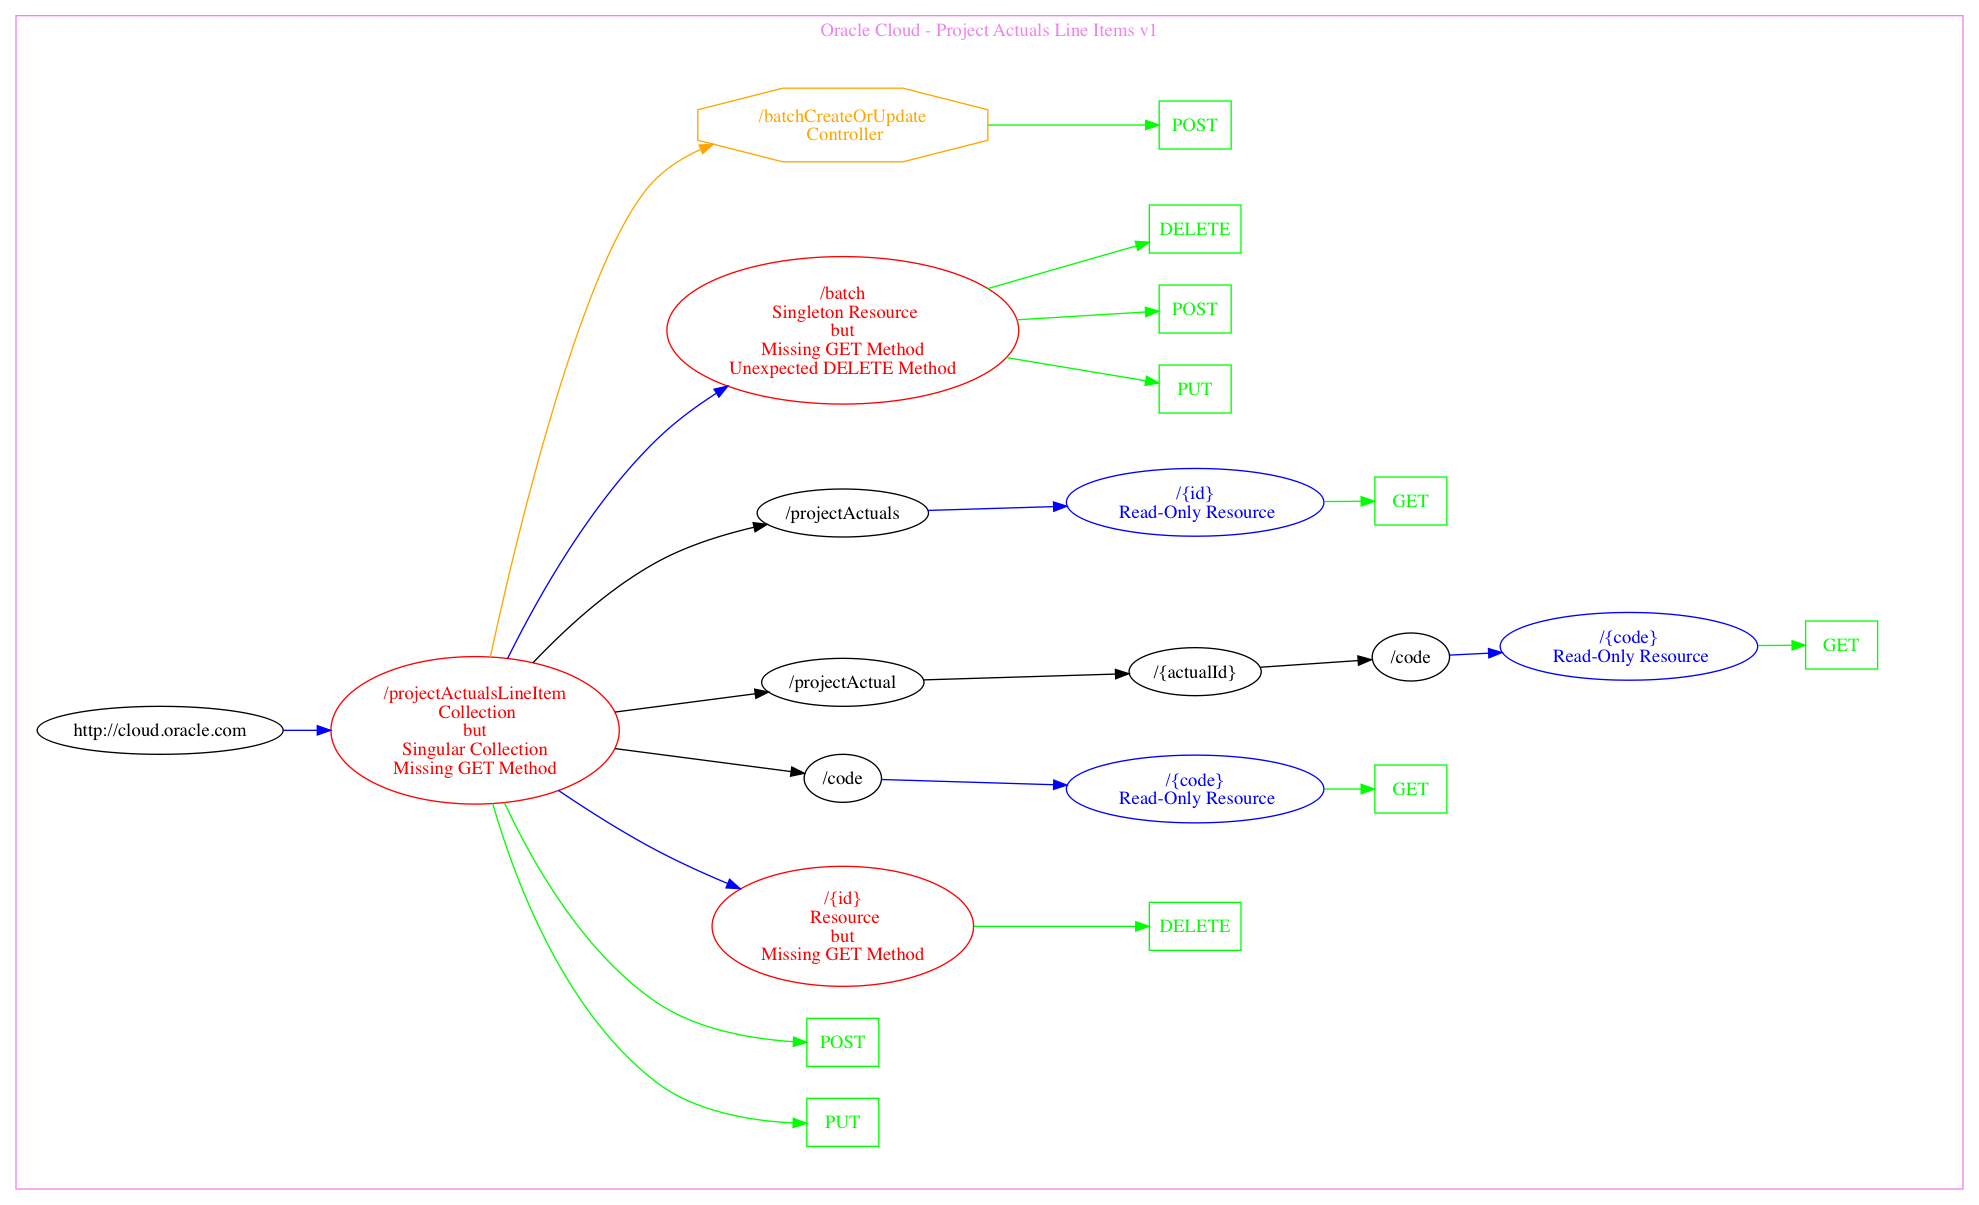 Oracle Cloud - Project Actuals Line Items v1
/batchCreateOrUpdate
Controller
POST
DELETE
/batch
Singleton Resource
but
Missing GET Method
Unexpected DELETE Method
POST
PUT
/projectActuals
/{id}
Read-Only Resource
GET
/projectActual
/{actualId}
/code
/{code}
Read-Only Resource
GET
http://cloud.oracle.com
/projectActualsLineItem
Collection
but
Singular Collection
Missing GET Method
/code
/{code}
Read-Only Resource
GET
/{id}
Resource
but
Missing GET Method
DELETE
POST
PUT